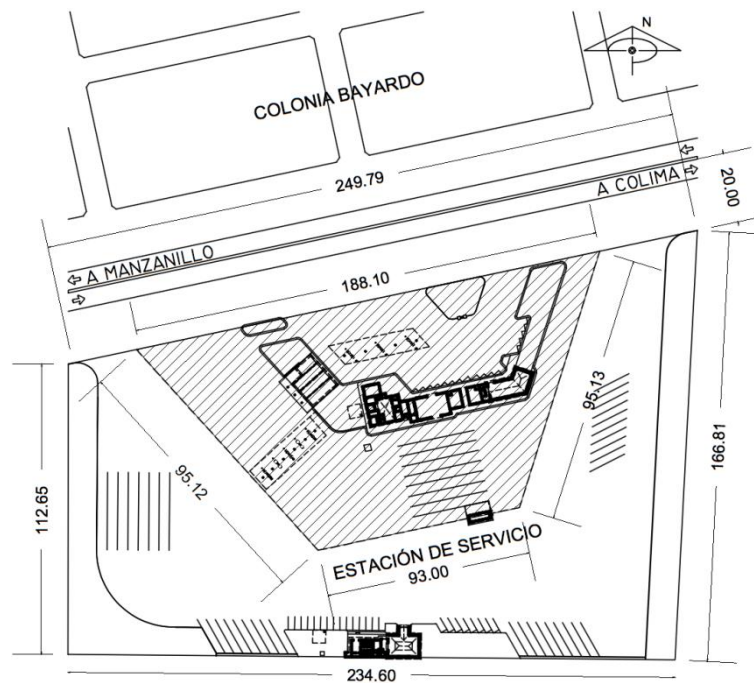 N
COLONIA BAYARDO
249.79
A COLIMA
20.00
A MANZANILLO
188.10
95.13
166.81
112.65
95.12
ESTACIÓN DE SERVICIO
93.00
234.60